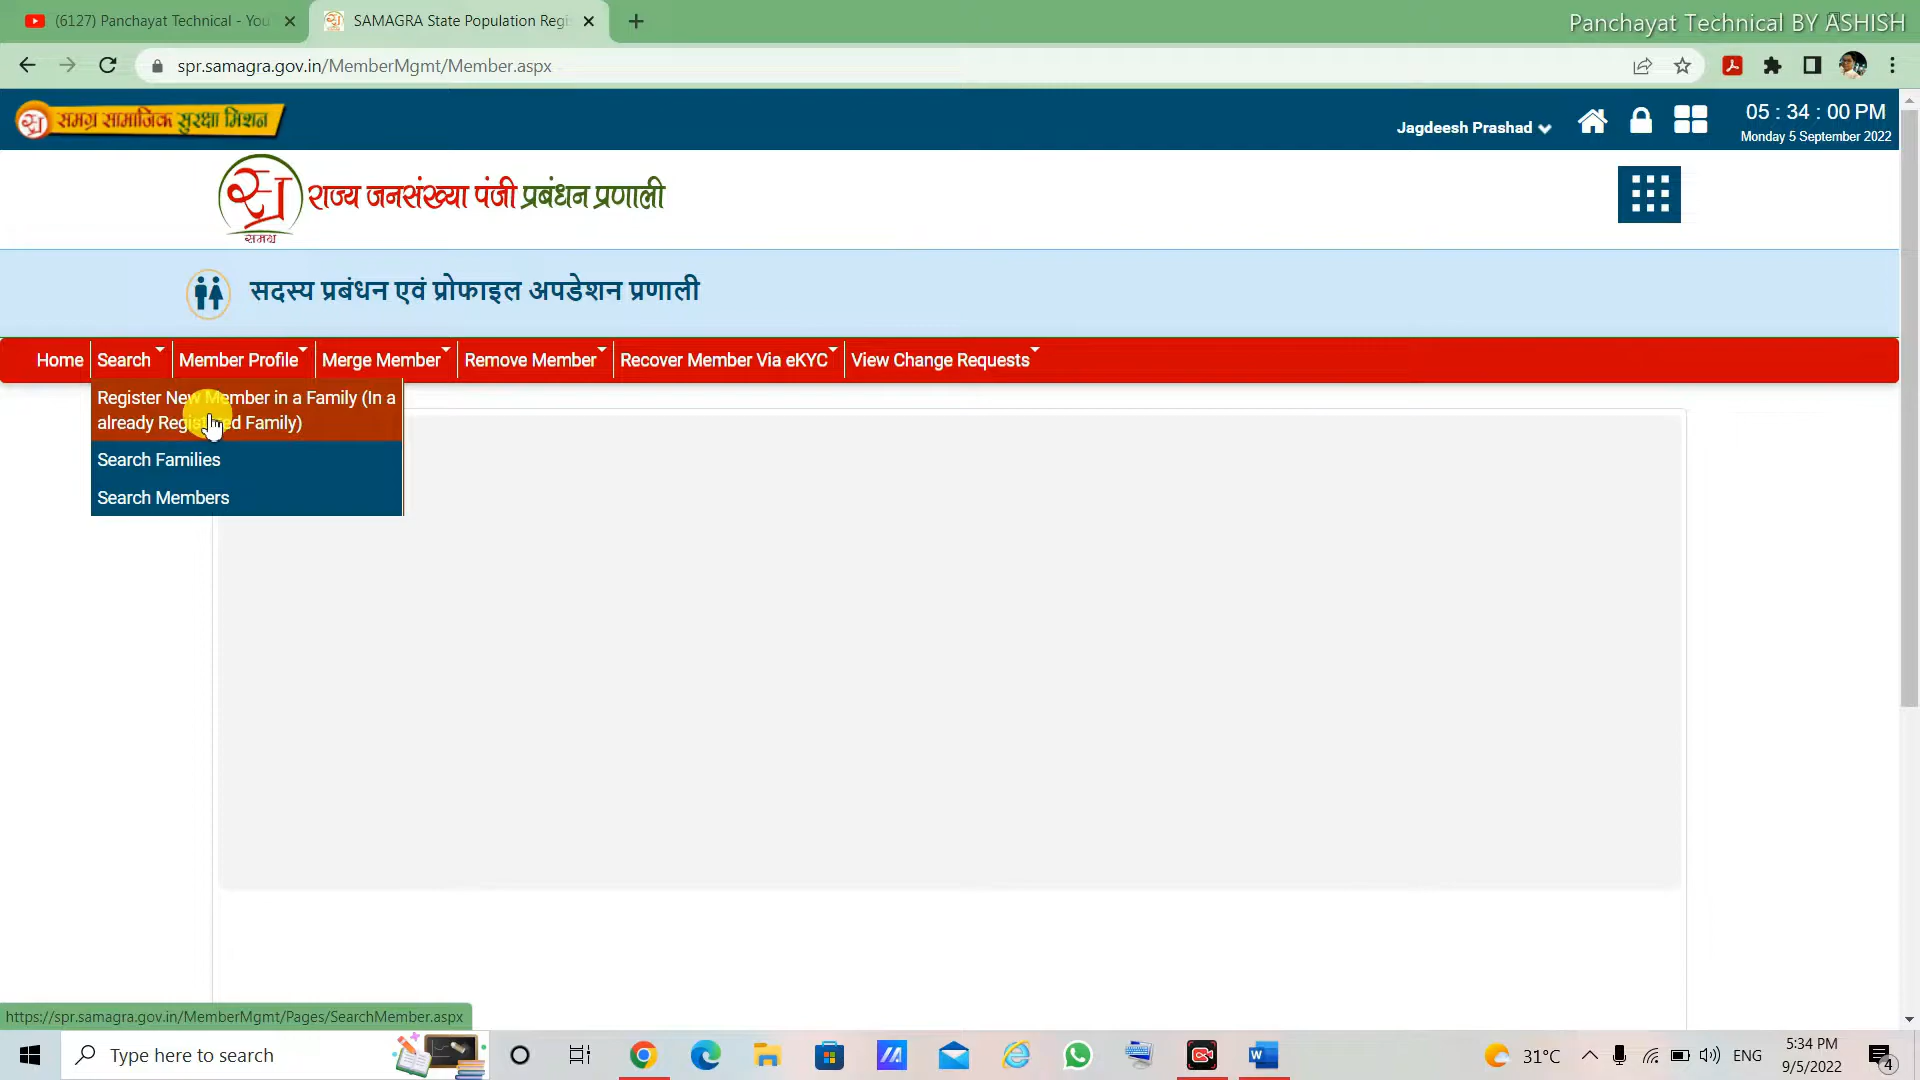 (6127) Panchayat Technical - You
SAMAGRA State Population Regi
Panchayat Technical BY ASHISH
spr.samagra.gov.in/MemberMgmt/Member.aspx
समग्र सामाजिक सुरक्षा मिशन
Jagdeesh Prashad
05 : 34 : 00 PM
Monday 5 September 2022
समग्र
राज्य जनसंख्या पंजी प्रबंधन प्रणाली
सदस्य प्रबंधन एवं प्रोफाइल अपडेशन प्रणाली
Home Search Member Profile Merge Member Remove Member Recover Member Via eKYC View Change Requests
Register New Member in a Family (In a
already Registered Family)
Search Families
Search Members
https://spr.samagra.gov.in/MemberMgmt/Pages/SearchMember.aspx
Type here to search
31°C
ENG
5:34 PM
9/5/2022
4